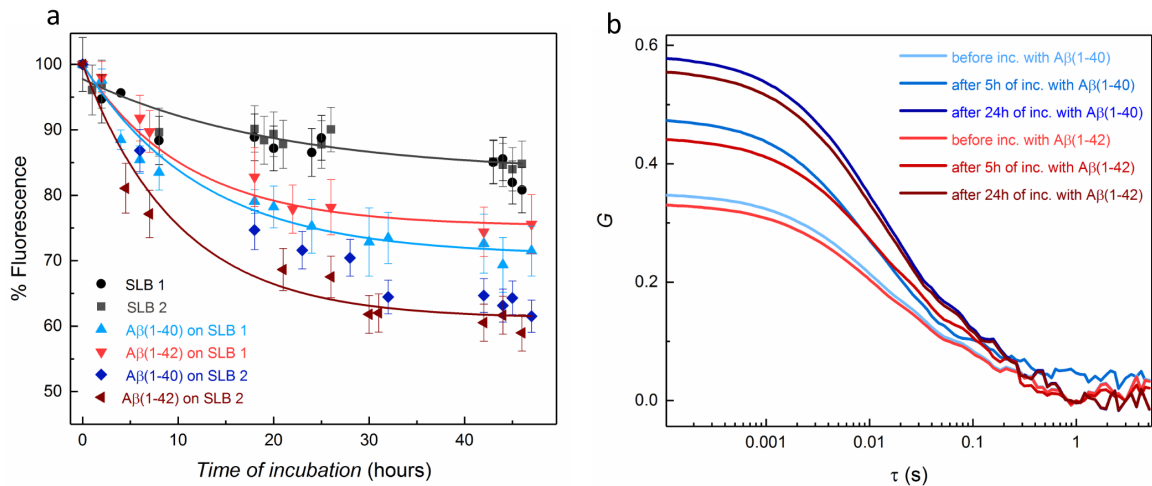 a
100
90
80
70
60
50
% Fluorescence
SLB 1
SLB 2
Aβ(1-40) on SLB 1
Aβ(1-42) on SLB 1
Aβ(1-40) on SLB 2
Aβ(1-42) on SLB 2
0
10
20
30
40
Time of incubation (hours)
b
0.6
0.4
0.2
0.0
G
before inc. with Aβ(1-40)
after 5h of inc. with Aβ(1-40)
after 24h of inc. with Aβ(1-40)
before inc. with Aβ(1-42)
after 5h of inc. with Aβ(1-42)
after 24h of inc. with Aβ(1-42)
0.001
0.01
0.1
1
τ (s)